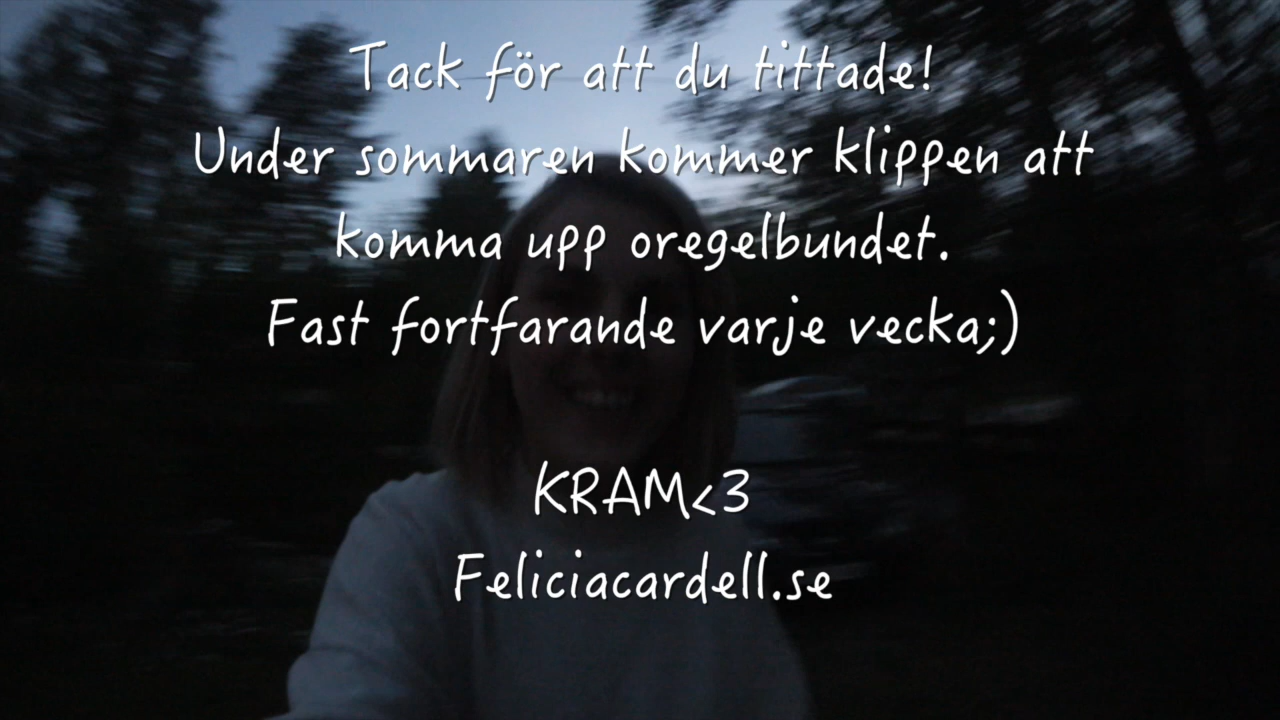 Tack för att du tittade!
Under sommaren kommer klippen att
komma upp oregelbundet.
Fast fortfarande varje vecka;)
KRAM<3
Feliciacardell.se